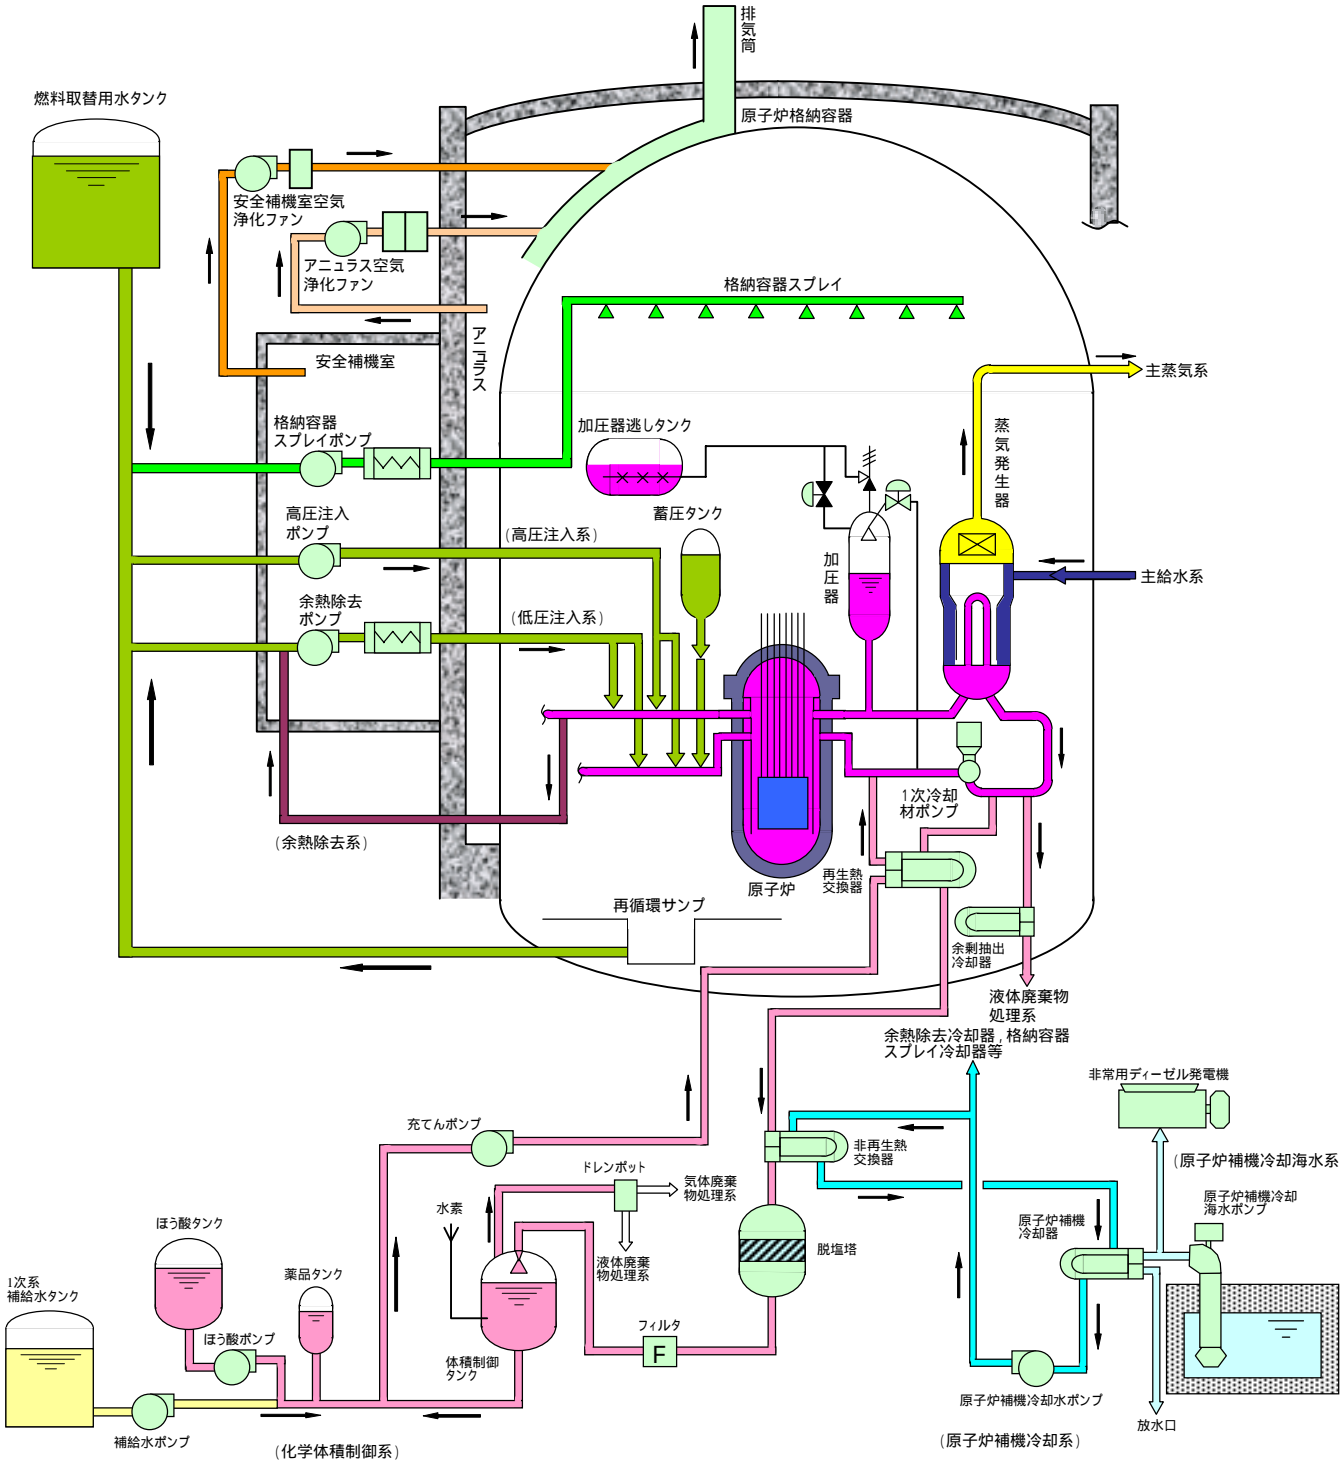 排気筒
燃料取替用水タンク
原子炉格納容器
安全補機室空気
浄化ファン
アニュラス空気
浄化ファン
格納容器スプレイ
アニュラス
安全補機室
主蒸気系
格納容器
スプレイポンプ
加圧器逃しタンク
蒸気発生器
高圧注入
ポンプ
(高圧注入系)
蓄圧タンク
加圧器
主給水系
余熱除去
ポンプ
(低圧注入系)
1次冷却
材ポンプ
(余熱除去系)
原子炉
再生熱
交換器
再循環サンプ
余剰抽出
冷却器
液体廃棄物
処理系
余熱除去冷却器,格納容器
スプレイ冷却器等
非常用ディーゼル発電機
充てんポンプ
非再生熱
交換器
(原子炉補機冷却海水系
ドレンポット
気体廃棄
物処理系
原子炉補機冷却
海水ポンプ
水素
ほう酸タンク
原子炉補機
冷却器
脱塩塔
液体廃棄
物処理系
薬品タンク
1次系
補給水タンク
フィルタ
F
ほう酸ポンプ
体積制御
タンク
原子炉補機冷却水ポンプ
放水口
補給水ポンプ
(化学体積制御系)
(原子炉補機冷却系)